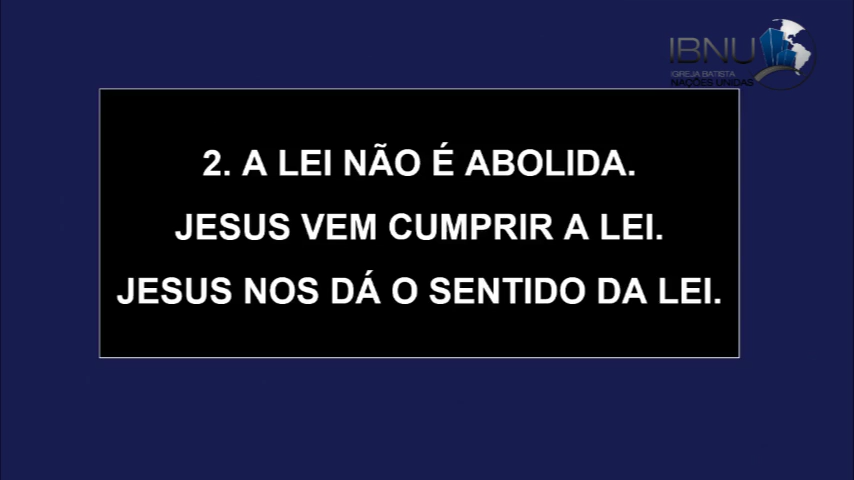 IBNU
IGREJA BATISTA
NAÇÕES UNIDAS
2. A LEI NÃO É ABOLIDA.
JESUS VEM CUMPRIR A LEI.
JESUS NOS DÁ O SENTIDO DA LEI.